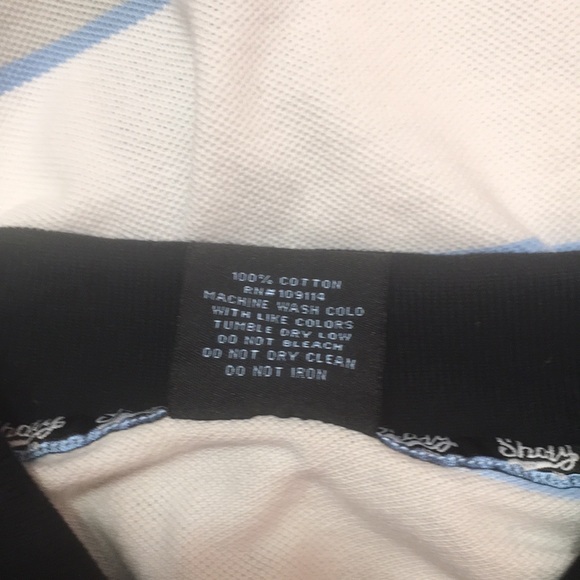 100% COTTON
RN# 109114
MACHINE WASH COLD
WITH LIKE COLORS
TUMBLE DRY LOW
DO NOT BLEACH
DO NOT DRY CLEAN
DO NOT IRON